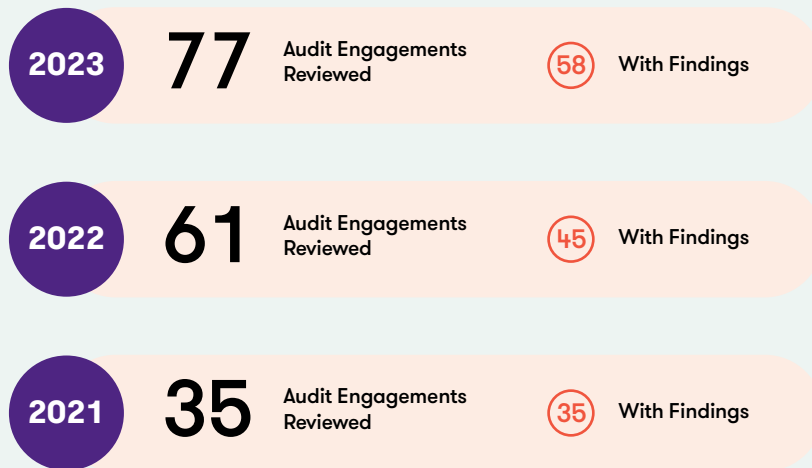 2023
77
Audit Engagements
Reviewed
58
With Findings
2022
61
Audit Engagements
Reviewed
45
With Findings
2021
35
Audit Engagements
Reviewed
35
With Findings